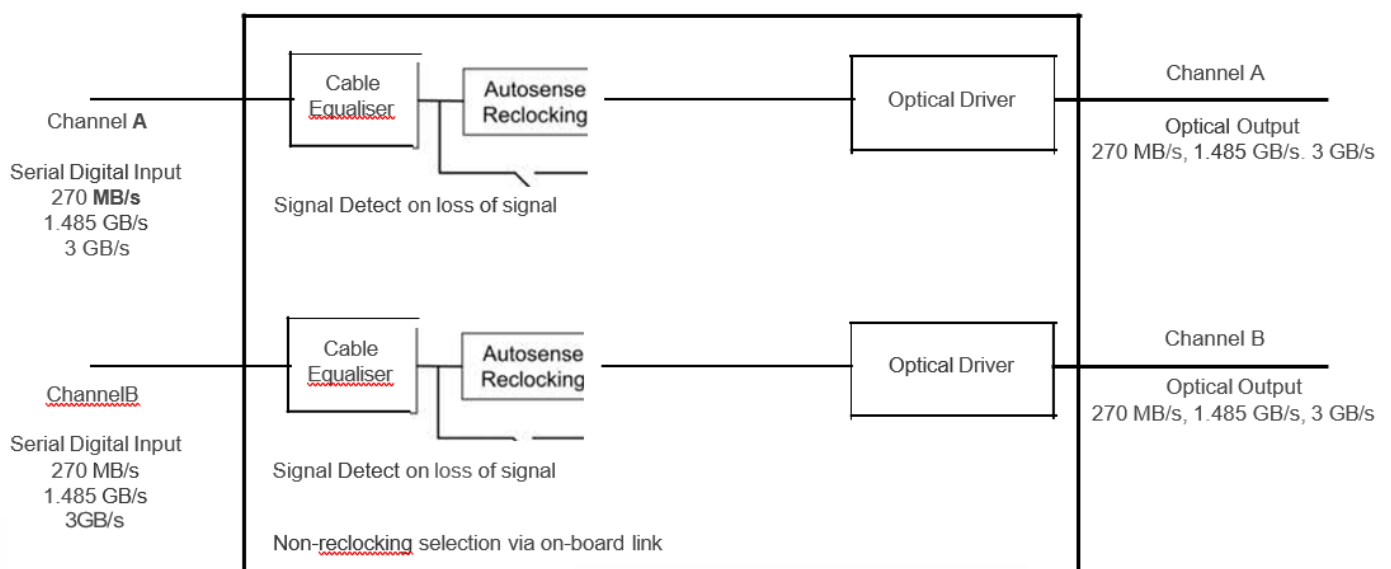 Cable
Equaliser
Autosense
Reclocking
Optical Driver
Channel A
Channel A
Optical Output
270 MB/s, 1.485 GB/s. 3 GB/s
Serial Digital Input
270 MB/s
1.485 GB/s
3 GB/s
Signal Detect on loss of signal
Cable
Equaliser
Autosense
Reclocking
Optical Driver
Channel B
ChannelB
Optical Output
270 MB/s, 1.485 GB/s, 3 GB/s
Serial Digital Input
270 MB/s
1.485 GB/s
3GB/s
Signal Detect on loss of signal
Non-reclocking selection via on-board link